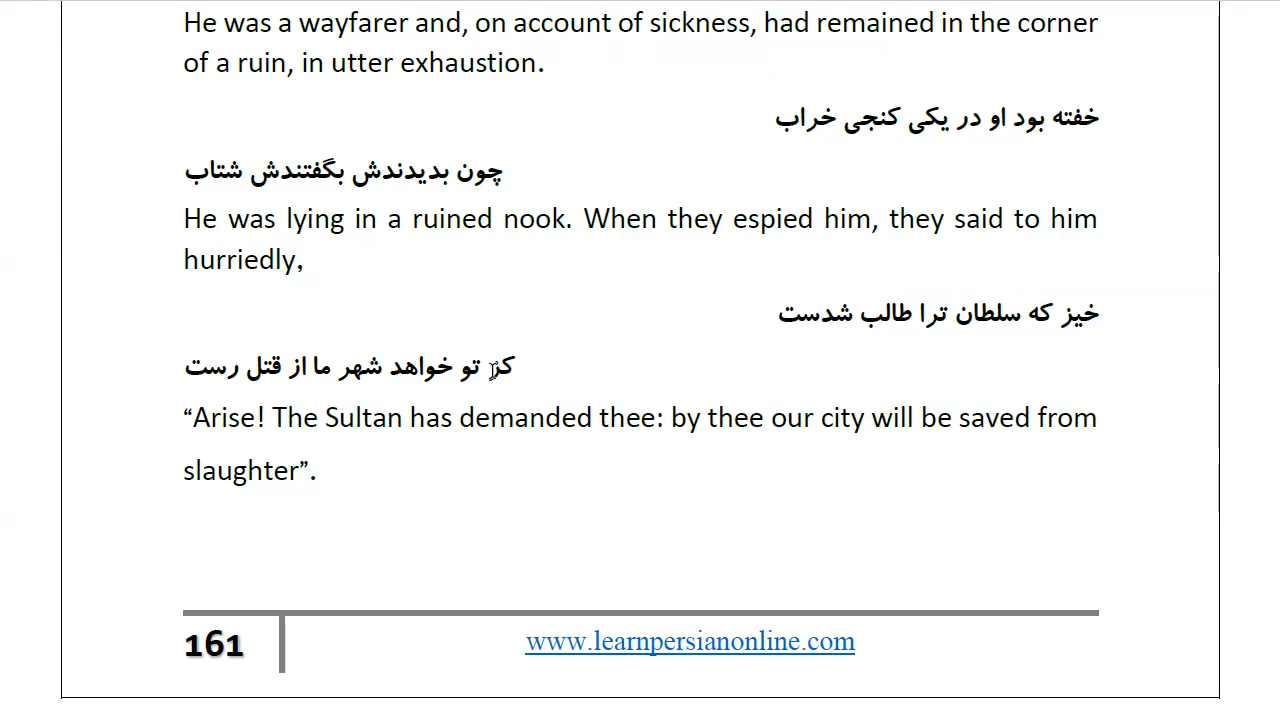 He was a wayfarer and, on account of sickness, had remained in the corner
of a ruin, in utter exhaustion.
خفته بود او در یکی کنجی خراب
چون بدیدندش بگفتندش شتاب
He was lying in a ruined nook. When they espied him, they said to him
hurriedly,
خیز که سلطان ترا طالب شدست
کز تو خواهد شهر ما از قتل رست
“Arise! The Sultan has demanded thee: by thee our city will be saved from
slaughter”.
161
www.learnpersianonline.com